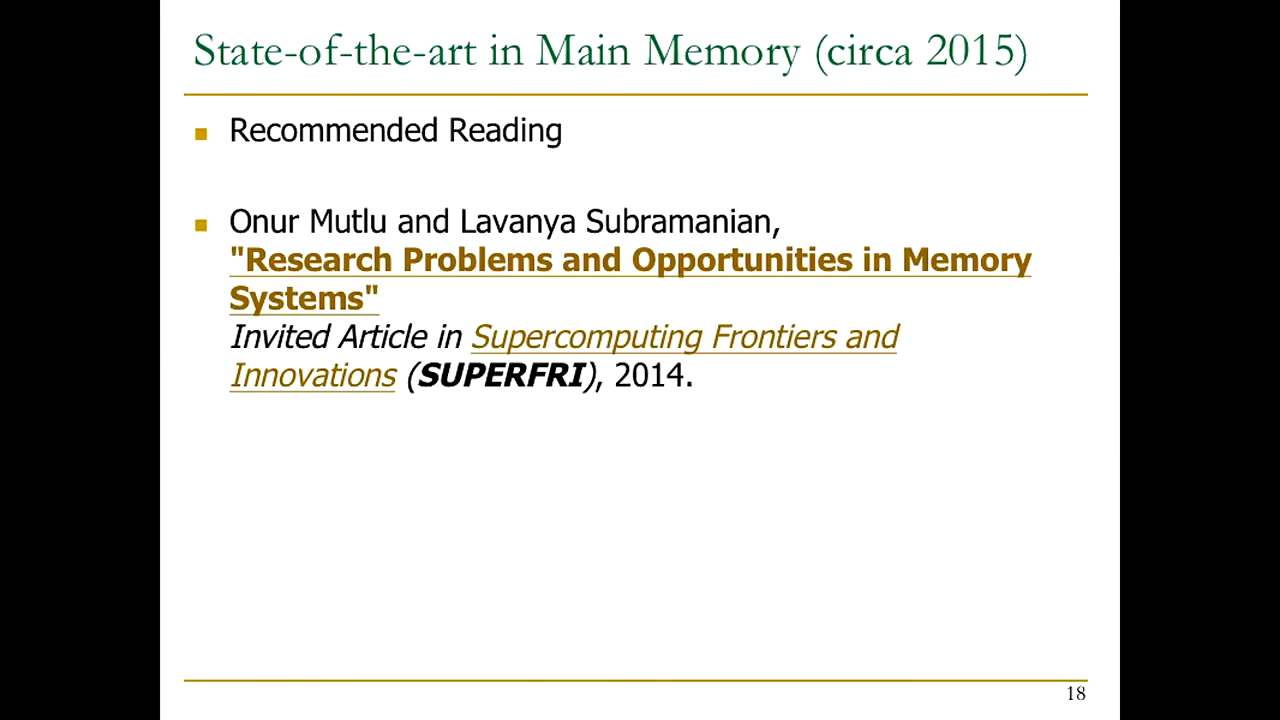 State-of-the-art in Main Memory (circa 2015)
Recommended Reading
Onur Mutlu and Lavanya Subramanian,
"Research Problems and Opportunities in Memory
Systems"
Invited Article in Supercomputing Frontiers and
Innovations (SUPERFRI), 2014.
18